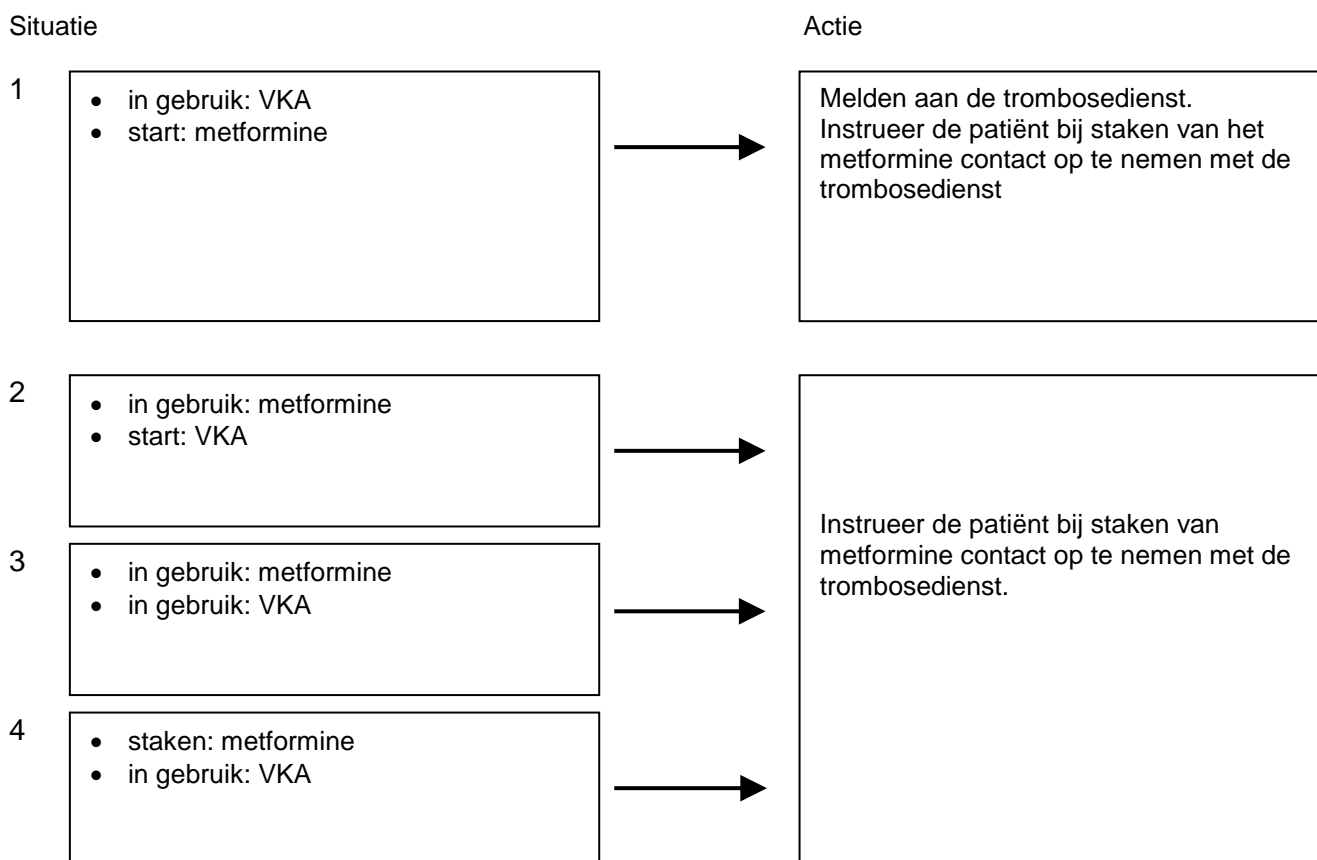 Situatie Actie
1
• in gebruik: VKA
• start: metformine
Melden aan de trombosedienst.
Instrueer de patiënt bij staken van het
metformine contact op te nemen met de
trombosedienst
2
• in gebruik: metformine
• start: VKA
3
• in gebruik: metformine
• in gebruik: VKA
4
• staken: metformine
• in gebruik: VKA
Instrueer de patiënt bij staken van
metformine contact op te nemen met de
trombosedienst.